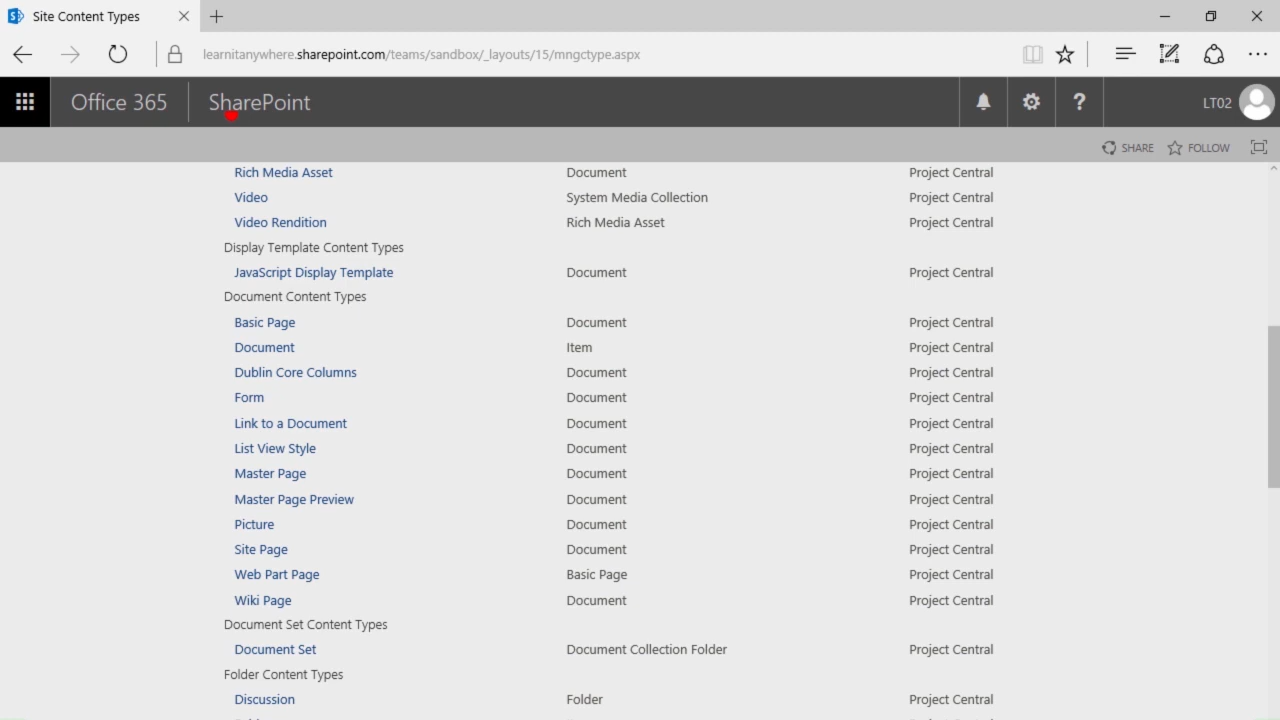 Site Content Types
learnitanywhere.sharepoint.com/teams/sandbox/_layouts/15/mngctype.aspx
Office 365 SharePoint ? LT02
SHARE FOLLOW
Rich Media Asset Document Project Central
Video System Media Collection Project Central
Video Rendition Rich Media Asset Project Central
Display Template Content Types
JavaScript Display Template Document Project Central
Document Content Types
Basic Page Document Project Central
Document Item Project Central
Dublin Core Columns Document Project Central
Form Document Project Central
Link to a Document Document Project Central
List View Style Document Project Central
Master Page Document Project Central
Master Page Preview Document Project Central
Picture Document Project Central
Site Page Document Project Central
Web Part Page Basic Page Project Central
Wiki Page Document Project Central
Document Set Content Types
Document Set Document Collection Folder Project Central
Folder Content Types
Discussion Folder Project Central